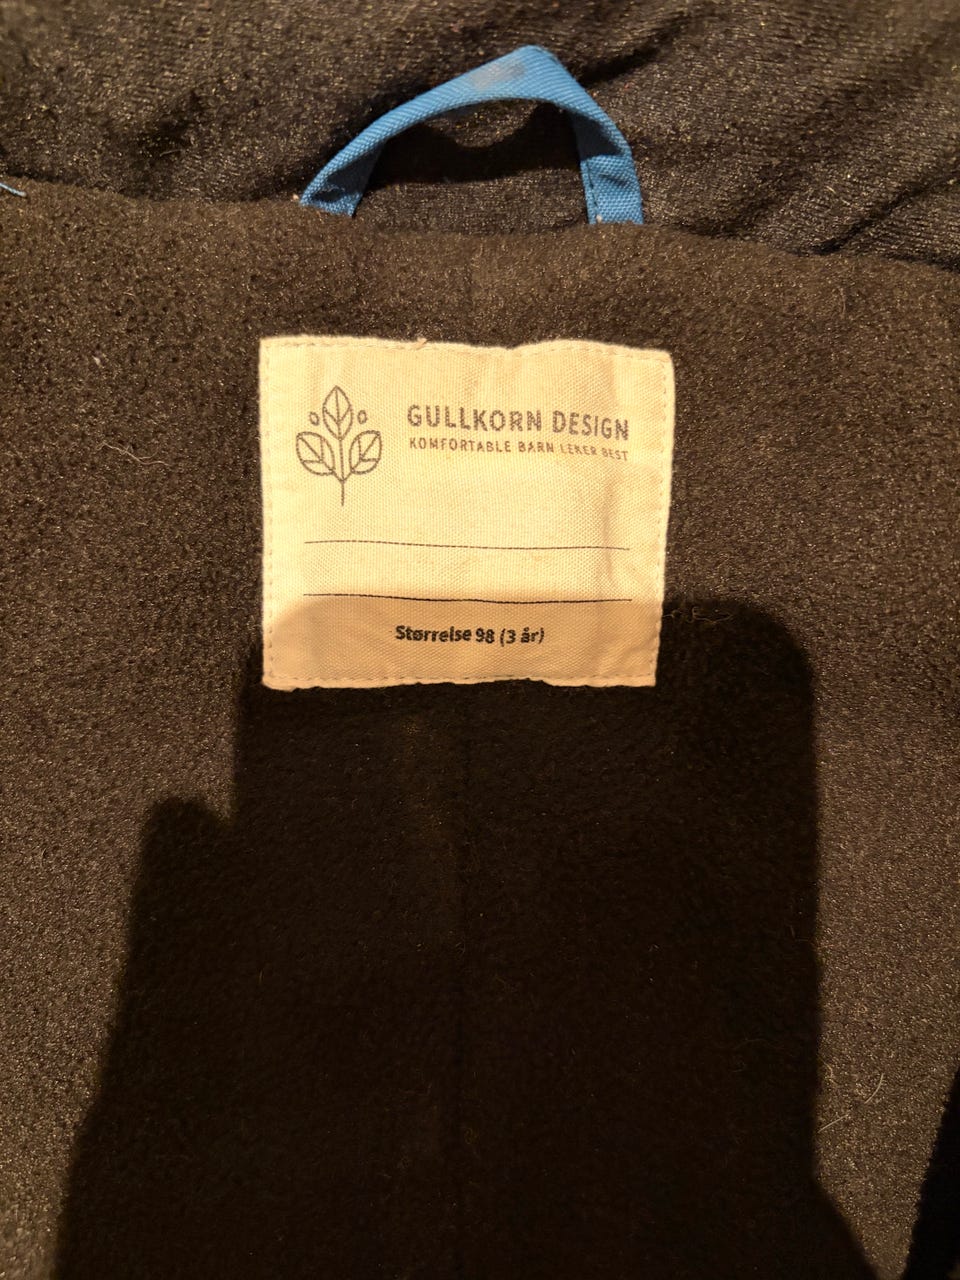 GULLKORN DESIGN
KOMFORTABLE BARN LEKER BEST
Størrelse 98 (3 år)